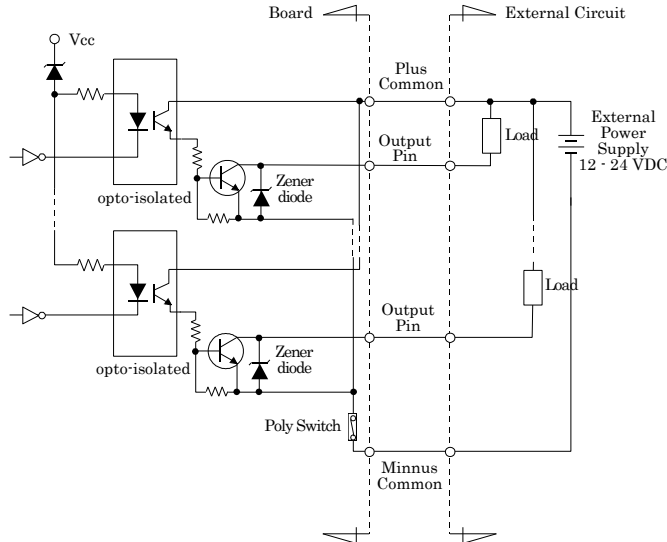 Board
External Circuit
Vcc
Plus
Common
Load
External
Power
Supply
12 - 24 VDC
Output
Pin
Zener
diode
opto-isolated
Load
Output
Pin
Zener
diode
opto-isolated
Poly Switch
Minnus
Common